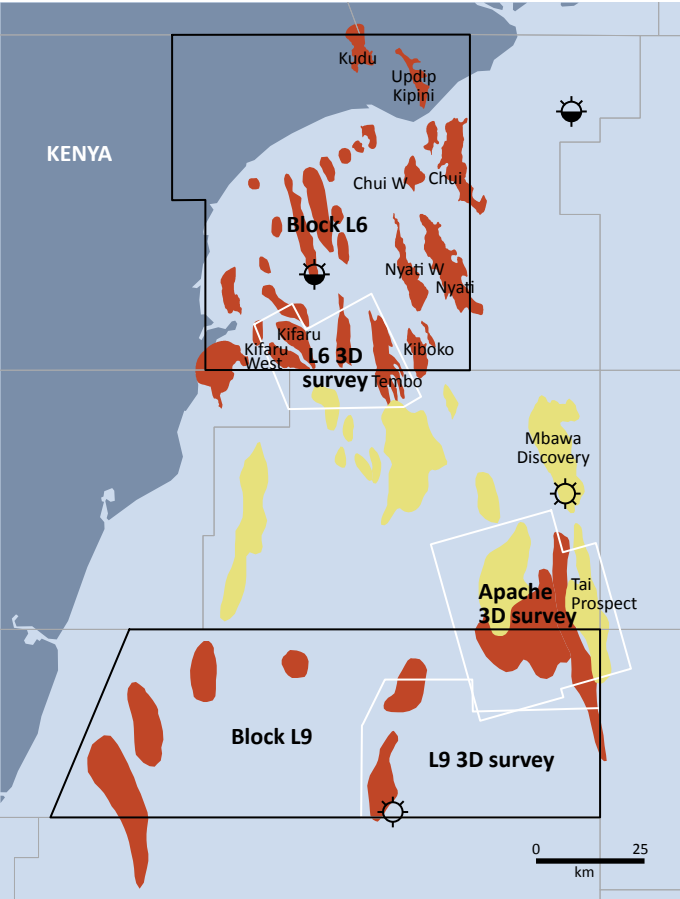 Kudu
Updip
Kipini
KENYA
Chui W
Chui
Block L6
Nyati W
Nyati
Kifaru
Kifaru
West
L6 3D
survey
Kiboko
Tembo
Mbawa
Discovery
Apache
3D survey
Tai
Prospect
Block L9
L9 3D survey
0
25
km